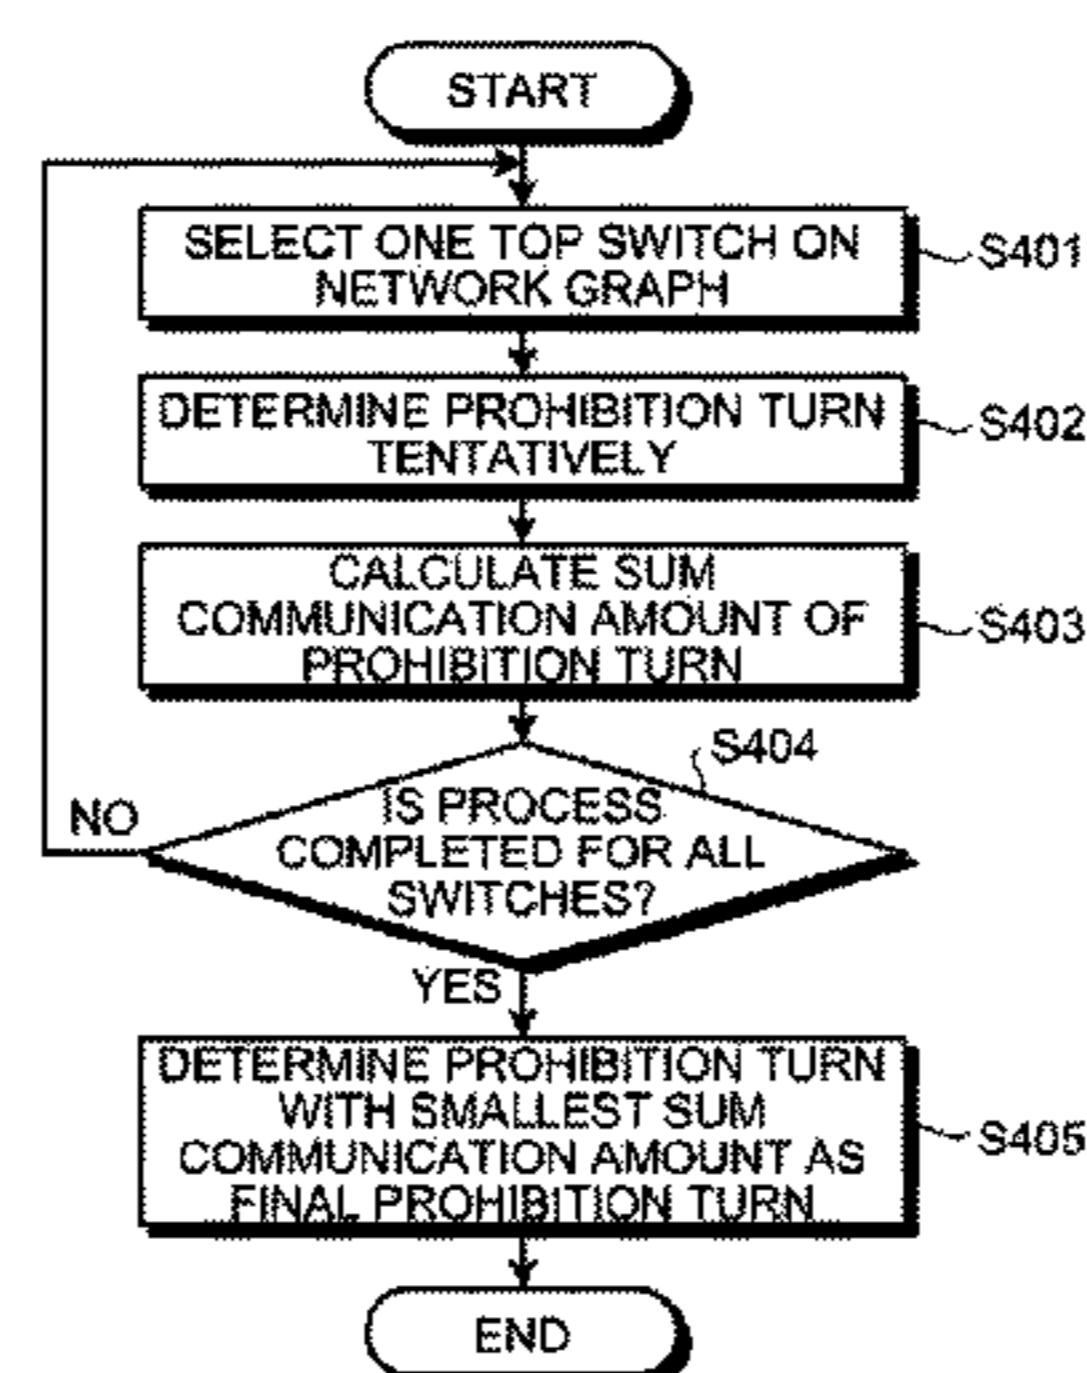 START
SELECT ONE TOP SWITCH ON
NETWORK GRAPH
S401
DETERMINE PROHIBITION TURN
TENTATIVELY
S402
CALCULATE SUM
COMMUNICATION AMOUNT OF
PROHIBITION TURN
S403
S404
IS PROCESS
COMPLETED FOR ALL
SWITCHES?
NO
YES
DETERMINE PROHIBITION TURN
WITH SMALLEST SUM
COMMUNICATION AMOUNT AS
FINAL PROHIBITION TURN
S405
END